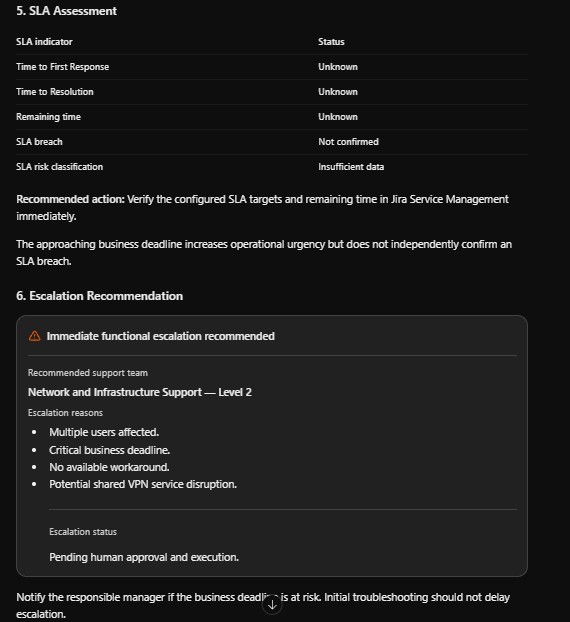 5. SLA Assessment
SLA indicator Status
Time to First Response Unknown
Time to Resolution Unknown
Remaining time Unknown
SLA breach Not confirmed
SLA risk classification Insufficient data
Recommended action: Verify the configured SLA targets and remaining time in Jira Service Management
immediately.
The approaching business deadline increases operational urgency but does not independently confirm an
SLA breach.
6. Escalation Recommendation
Immediate functional escalation recommended
Recommended support team
Network and Infrastructure Support — Level 2
Escalation reasons
• Multiple users affected.
• Critical business deadline.
• No available workaround.
• Potential shared VPN service disruption.
Escalation status
Pending human approval and execution.
Notify the responsible manager if the business deadline is at risk. Initial troubleshooting should not delay
escalation.